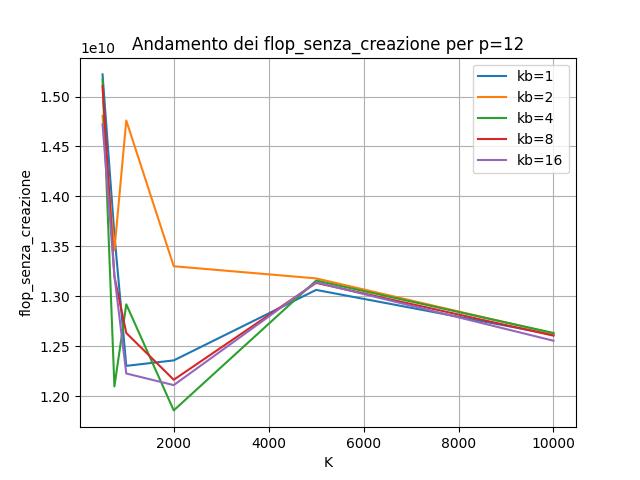 Andamento dei flop_senza_creazione per p=12
1e10
kb=1
kb=2
kb=4
kb=8
kb=16
1.50
1.45
1.40
1.35
1.30
1.25
1.20
flop_senza_creazione
2000
4000
6000
8000
10000
K